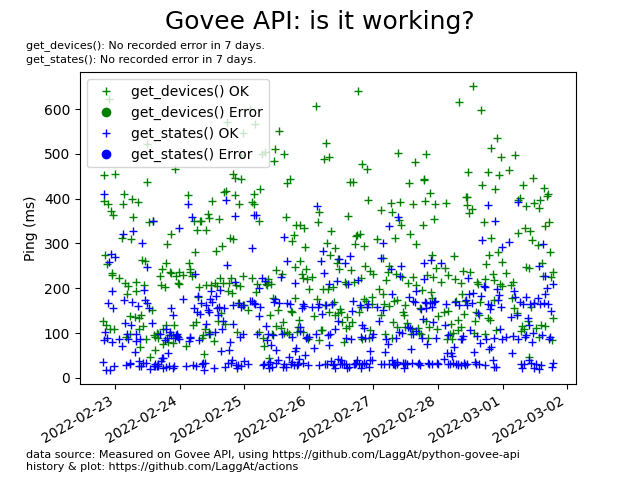 Govee API: is it working?
get_devices(): No recorded error in 7 days.
get_states(): No recorded error in 7 days.
get_devices() OK
get_devices() Error
get_states() OK
get_states() Error
Ping (ms)
600
500
400
300
200
100
0
2022-02-23
2022-02-24
2022-02-25
2022-02-26
2022-02-27
2022-02-28
2022-03-01
2022-03-02
data source: Measured on Govee API, using https://github.com/LaggAt/python-govee-api
history & plot: https://github.com/LaggAt/actions